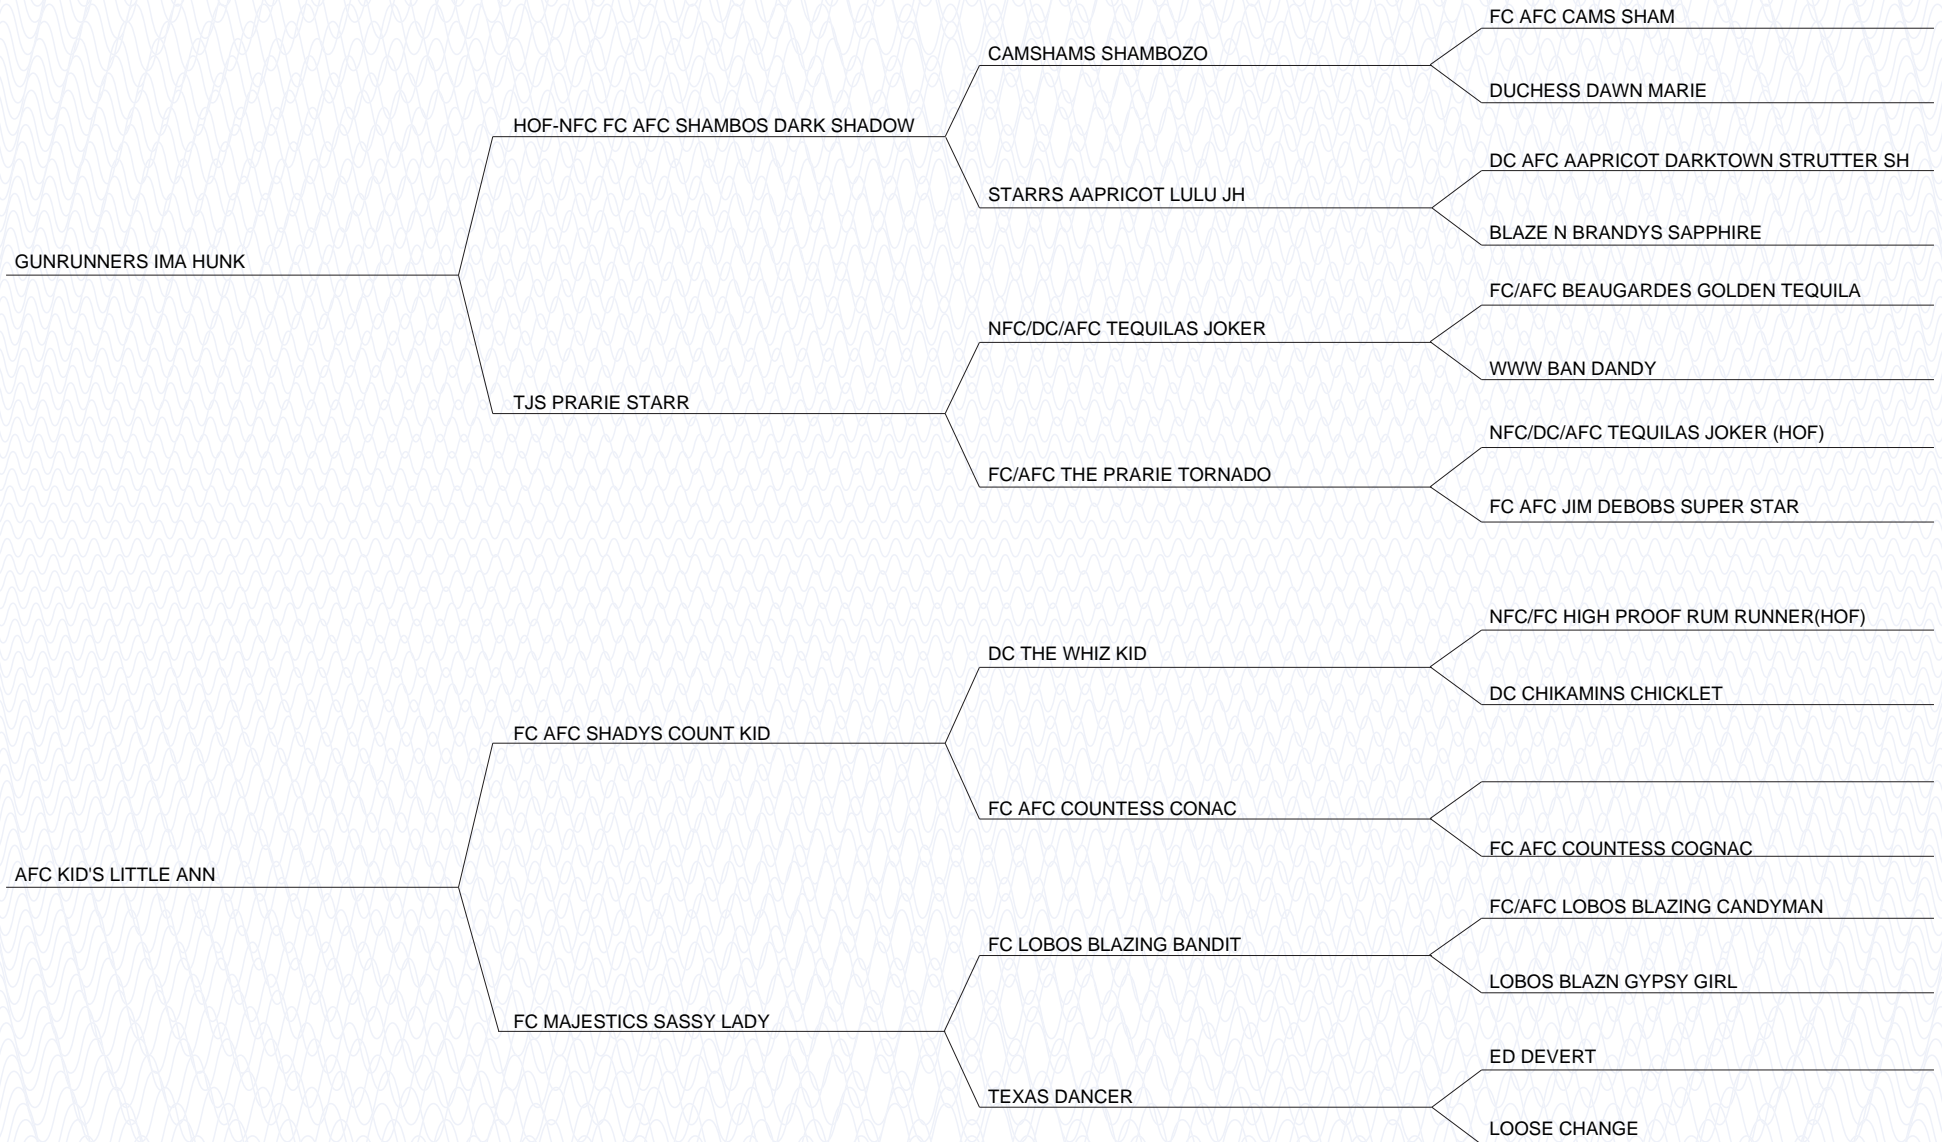 FC AFC CAMS SHAM
CAMSHAMS SHAMBOZO
DUCHESS DAWN MARIE
HOF-NFC FC AFC SHAMBOS DARK SHADOW
DC AFC AAPRICOT DARKTOWN STRUTTER SH
STARRS AAPRICOT LULU JH
BLAZE N BRANDYS SAPPHIRE
GUNRUNNERS IMA HUNK
FC/AFC BEAUGARDES GOLDEN TEQUILA
NFC/DC/AFC TEQUILAS JOKER
WWW BAN DANDY
TJS PRARIE STARR
NFC/DC/AFC TEQUILAS JOKER (HOF)
FC/AFC THE PRARIE TORNADO
FC AFC JIM DEBOBS SUPER STAR
NFC/FC HIGH PROOF RUM RUNNER(HOF)
DC THE WHIZ KID
DC CHIKAMINS CHICKLET
FC AFC SHADYS COUNT KID
FC AFC COUNTESS CONAC
FC AFC COUNTESS COGNAC
AFC KID'S LITTLE ANN
FC/AFC LOBOS BLAZING CANDYMAN
FC LOBOS BLAZING BANDIT
LOBOS BLAZN GYPSY GIRL
FC MAJESTICS SASSY LADY
ED DEVERT
TEXAS DANCER
LOOSE CHANGE